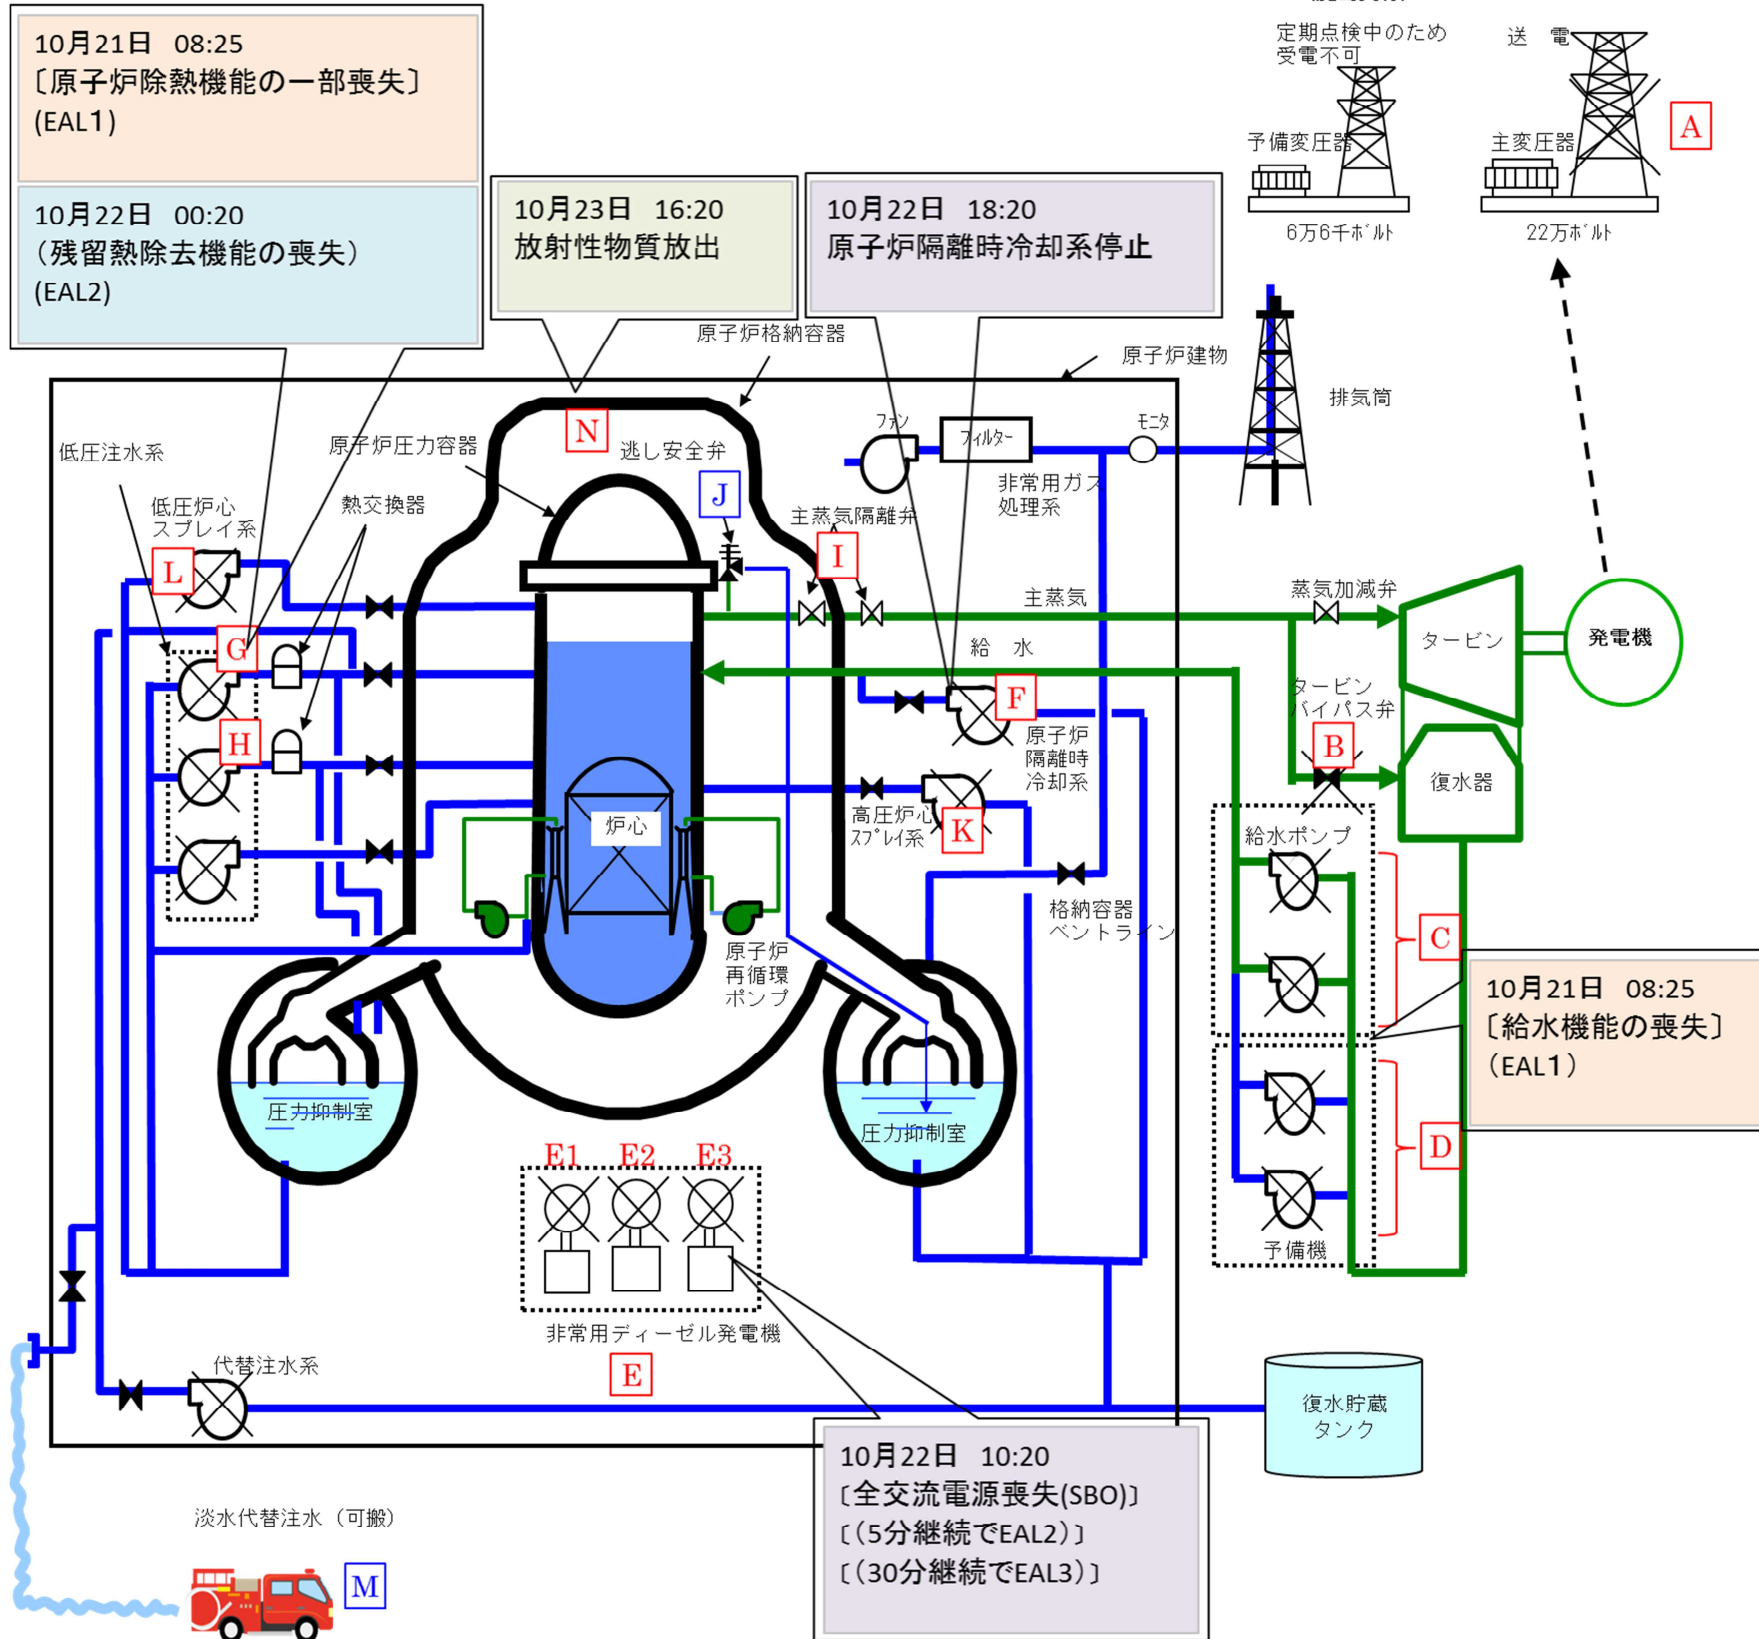 定期点検中のため
受電不可
送　電
A
予備変圧器
主変圧器
6万6千ボルト
22万ボルト
10月21日 08:25
〔原子炉除熱機能の一部喪失〕
(EAL1)
10月22日 00:20
（残留熱除去機能の喪失）
(EAL2)
10月23日 16:20
放射性物質放出
10月22日 18:20
原子炉隔離時冷却系停止
原子炉格納容器
原子炉建物
排気筒
N
原子炉圧力容器
逃し安全弁
J
ファン
フィルター
モニタ
非常用ガス
処理系
低圧注水系
低圧炉心
スプレイ系
熱交換器
主蒸気隔離弁
I
L
G
H
主蒸気
給　水
蒸気加減弁
タービン
発電機
タービン
バイパス弁
B
復水器
F
原子炉
隔離時
冷却系
高圧炉心
スプレイ系
K
炉心
給水ポンプ
C
格納容器
ベントライン
原子炉
再循環
ポンプ
10月21日 08:25
〔給水機能の喪失〕
（EAL1）
D
予備機
圧力抑制室
圧力抑制室
E1 E2 E3
非常用ディーゼル発電機
E
代替注水系
復水貯蔵
タンク
10月22日 10:20
〔全交流電源喪失(SBO)〕
〔（5分継続でEAL2）〕
〔（30分継続でEAL3）〕
淡水代替注水（可搬）
M